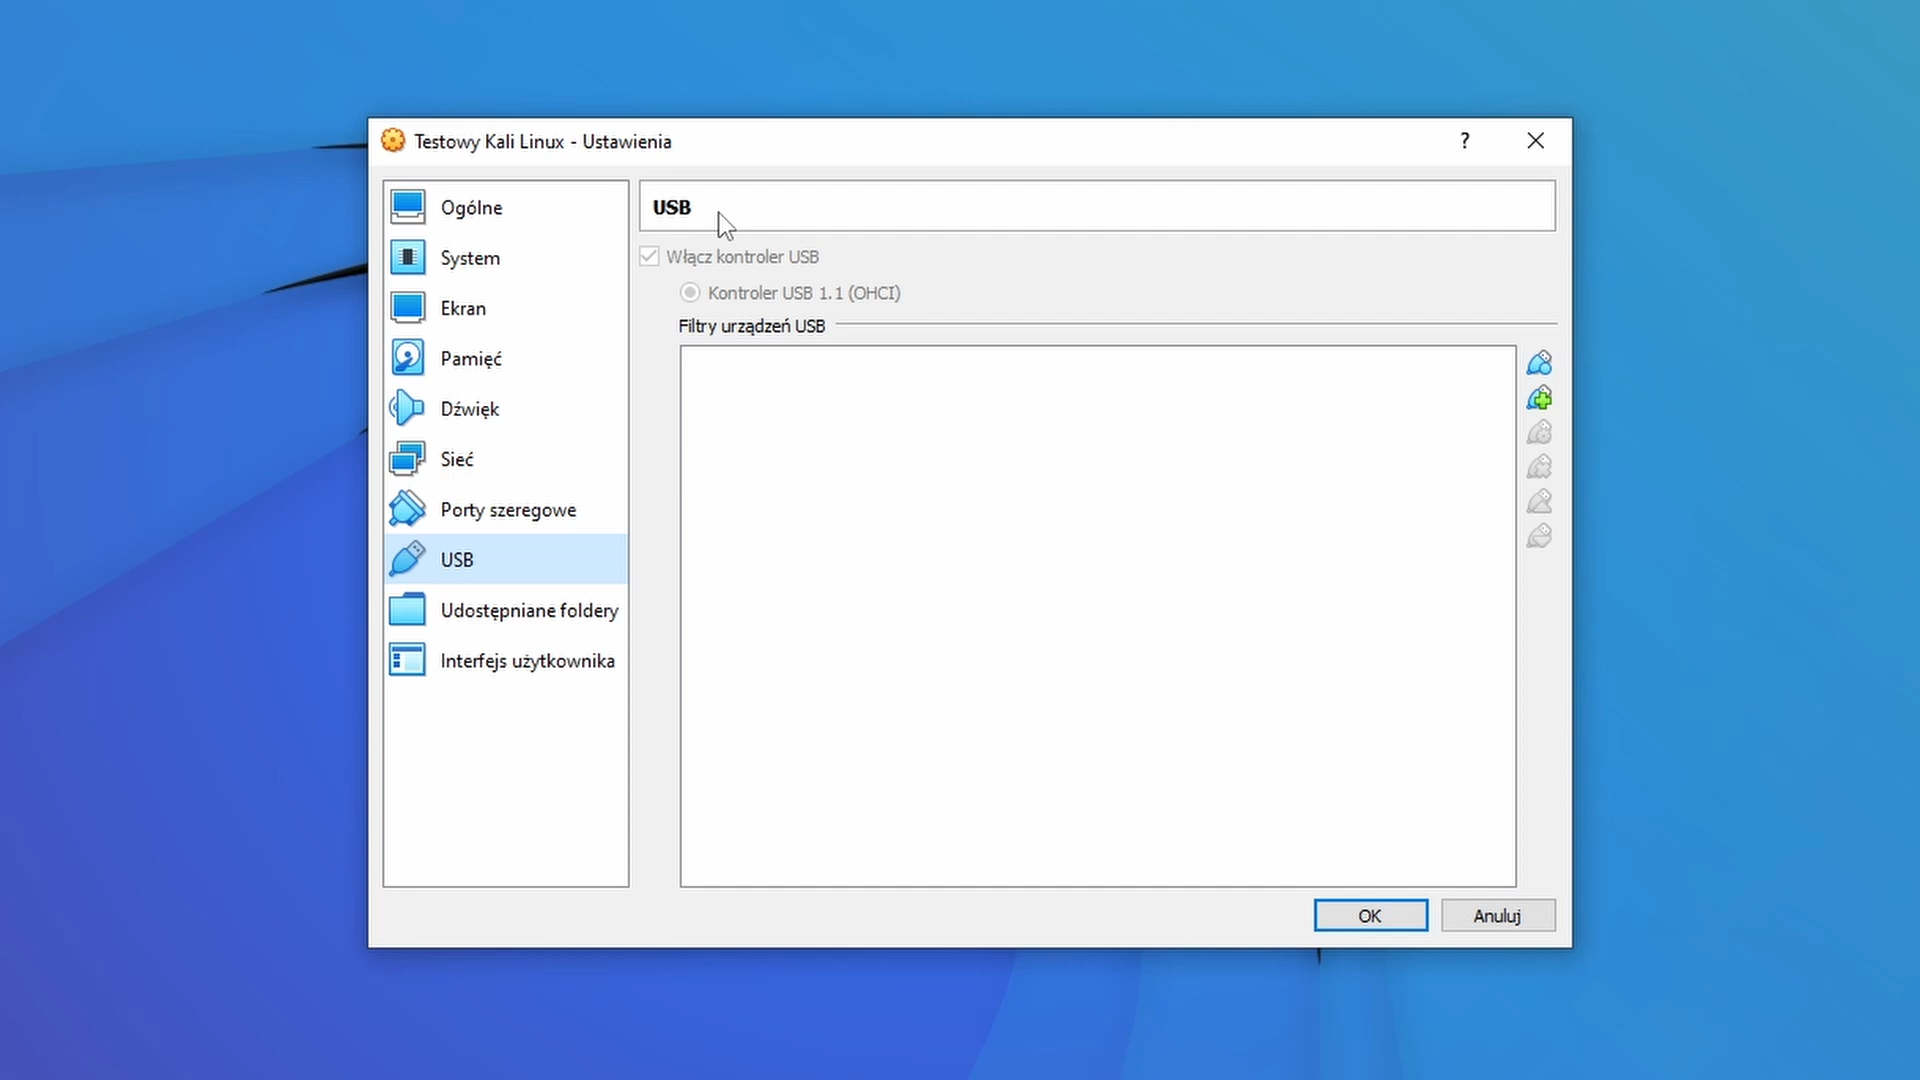 Testowy Kali Linux - Ustawienia
?
Ogólne
System
Ekran
Pamięć
Dźwięk
Sieć
Porty szeregowe
USB
Udostępniane foldery
Interfejs użytkownika
USB
Włącz kontroler USB
Kontroler USB 1.1 (OHCI)
Filtry urządzeń USB
OK
Anuluj